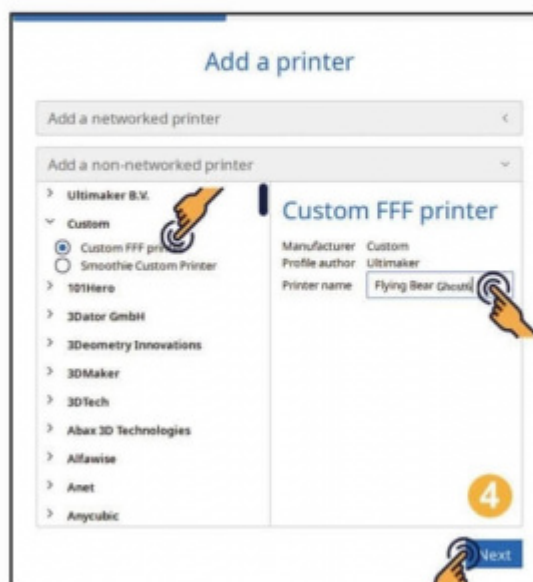 Add a printer
Add a networked printer
Add a non-networked printer
Ultimaker B.V.
Custom
Custom FFF
Smoothie Custom Printer
101Hero
3Dator GmbH
3Deometry Innovations
3DMaker
3DTech
Abax 3D Technologies
Alfawise
Anet
Anycubic
Custom FFF printer
Manufacturer Custom
Profile author Ultimaker
Printer name Flying Bear
4
Next